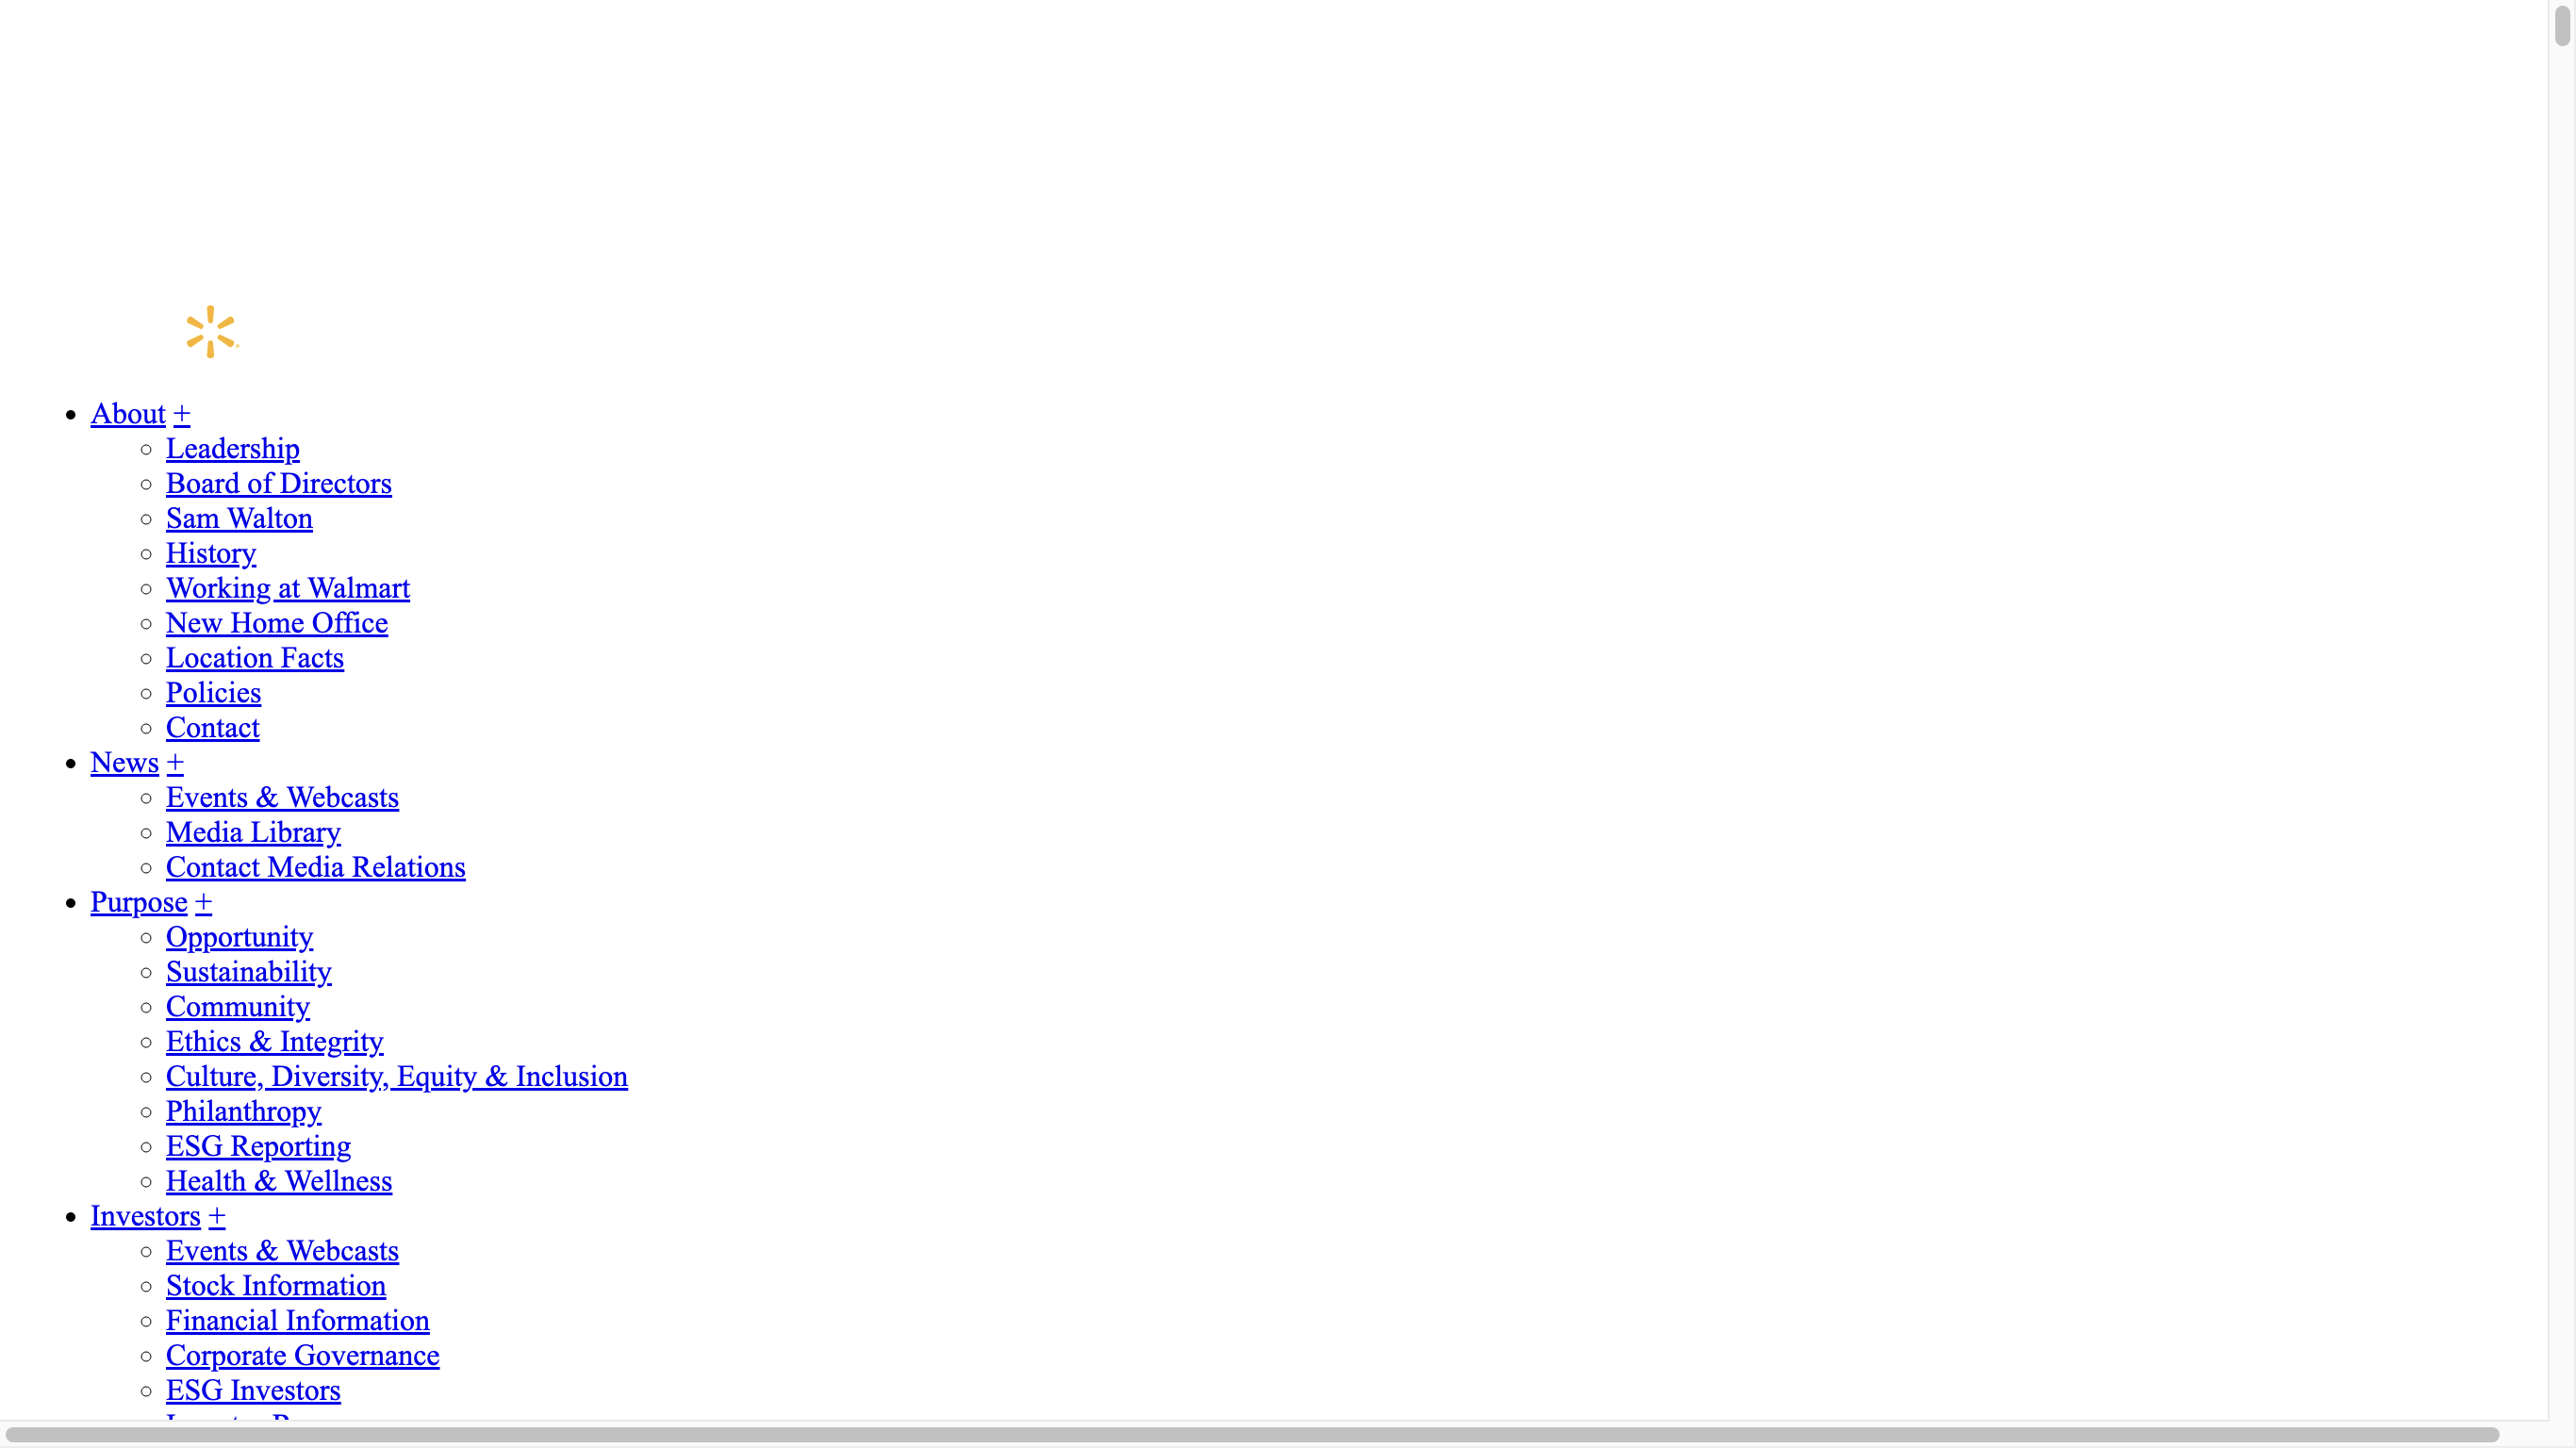 About +
Leadership
Board of Directors
Sam Walton
History
Working at Walmart
New Home Office
Location Facts
Policies
Contact
News +
Events & Webcasts
Media Library
Contact Media Relations
Purpose +
Opportunity
Sustainability
Community
Ethics & Integrity
Culture, Diversity, Equity & Inclusion
Philanthropy
ESG Reporting
Health & Wellness
Investors +
Events & Webcasts
Stock Information
Financial Information
Corporate Governance
ESG Investors